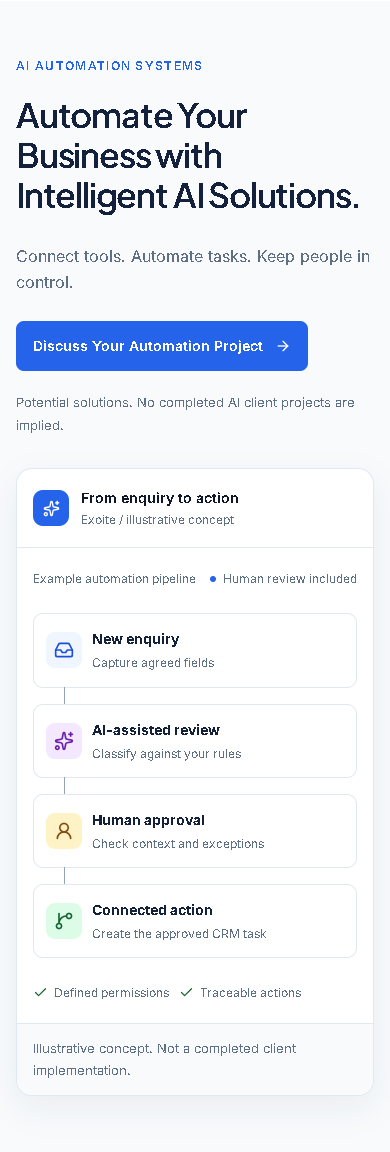 AI AUTOMATION SYSTEMS
Automate Your
Business with
Intelligent AI Solutions.
Connect tools. Automate tasks. Keep people in
control.
Discuss Your Automation Project
Potential solutions. No completed AI client projects are
implied.
From enquiry to action
Exoite / illustrative concept
Example automation pipeline
Human review included
New enquiry
Capture agreed fields
AI-assisted review
Classify against your rules
Human approval
Check context and exceptions
Connected action
Create the approved CRM task
Defined permissions
Traceable actions
Illustrative concept. Not a completed client
implementation.